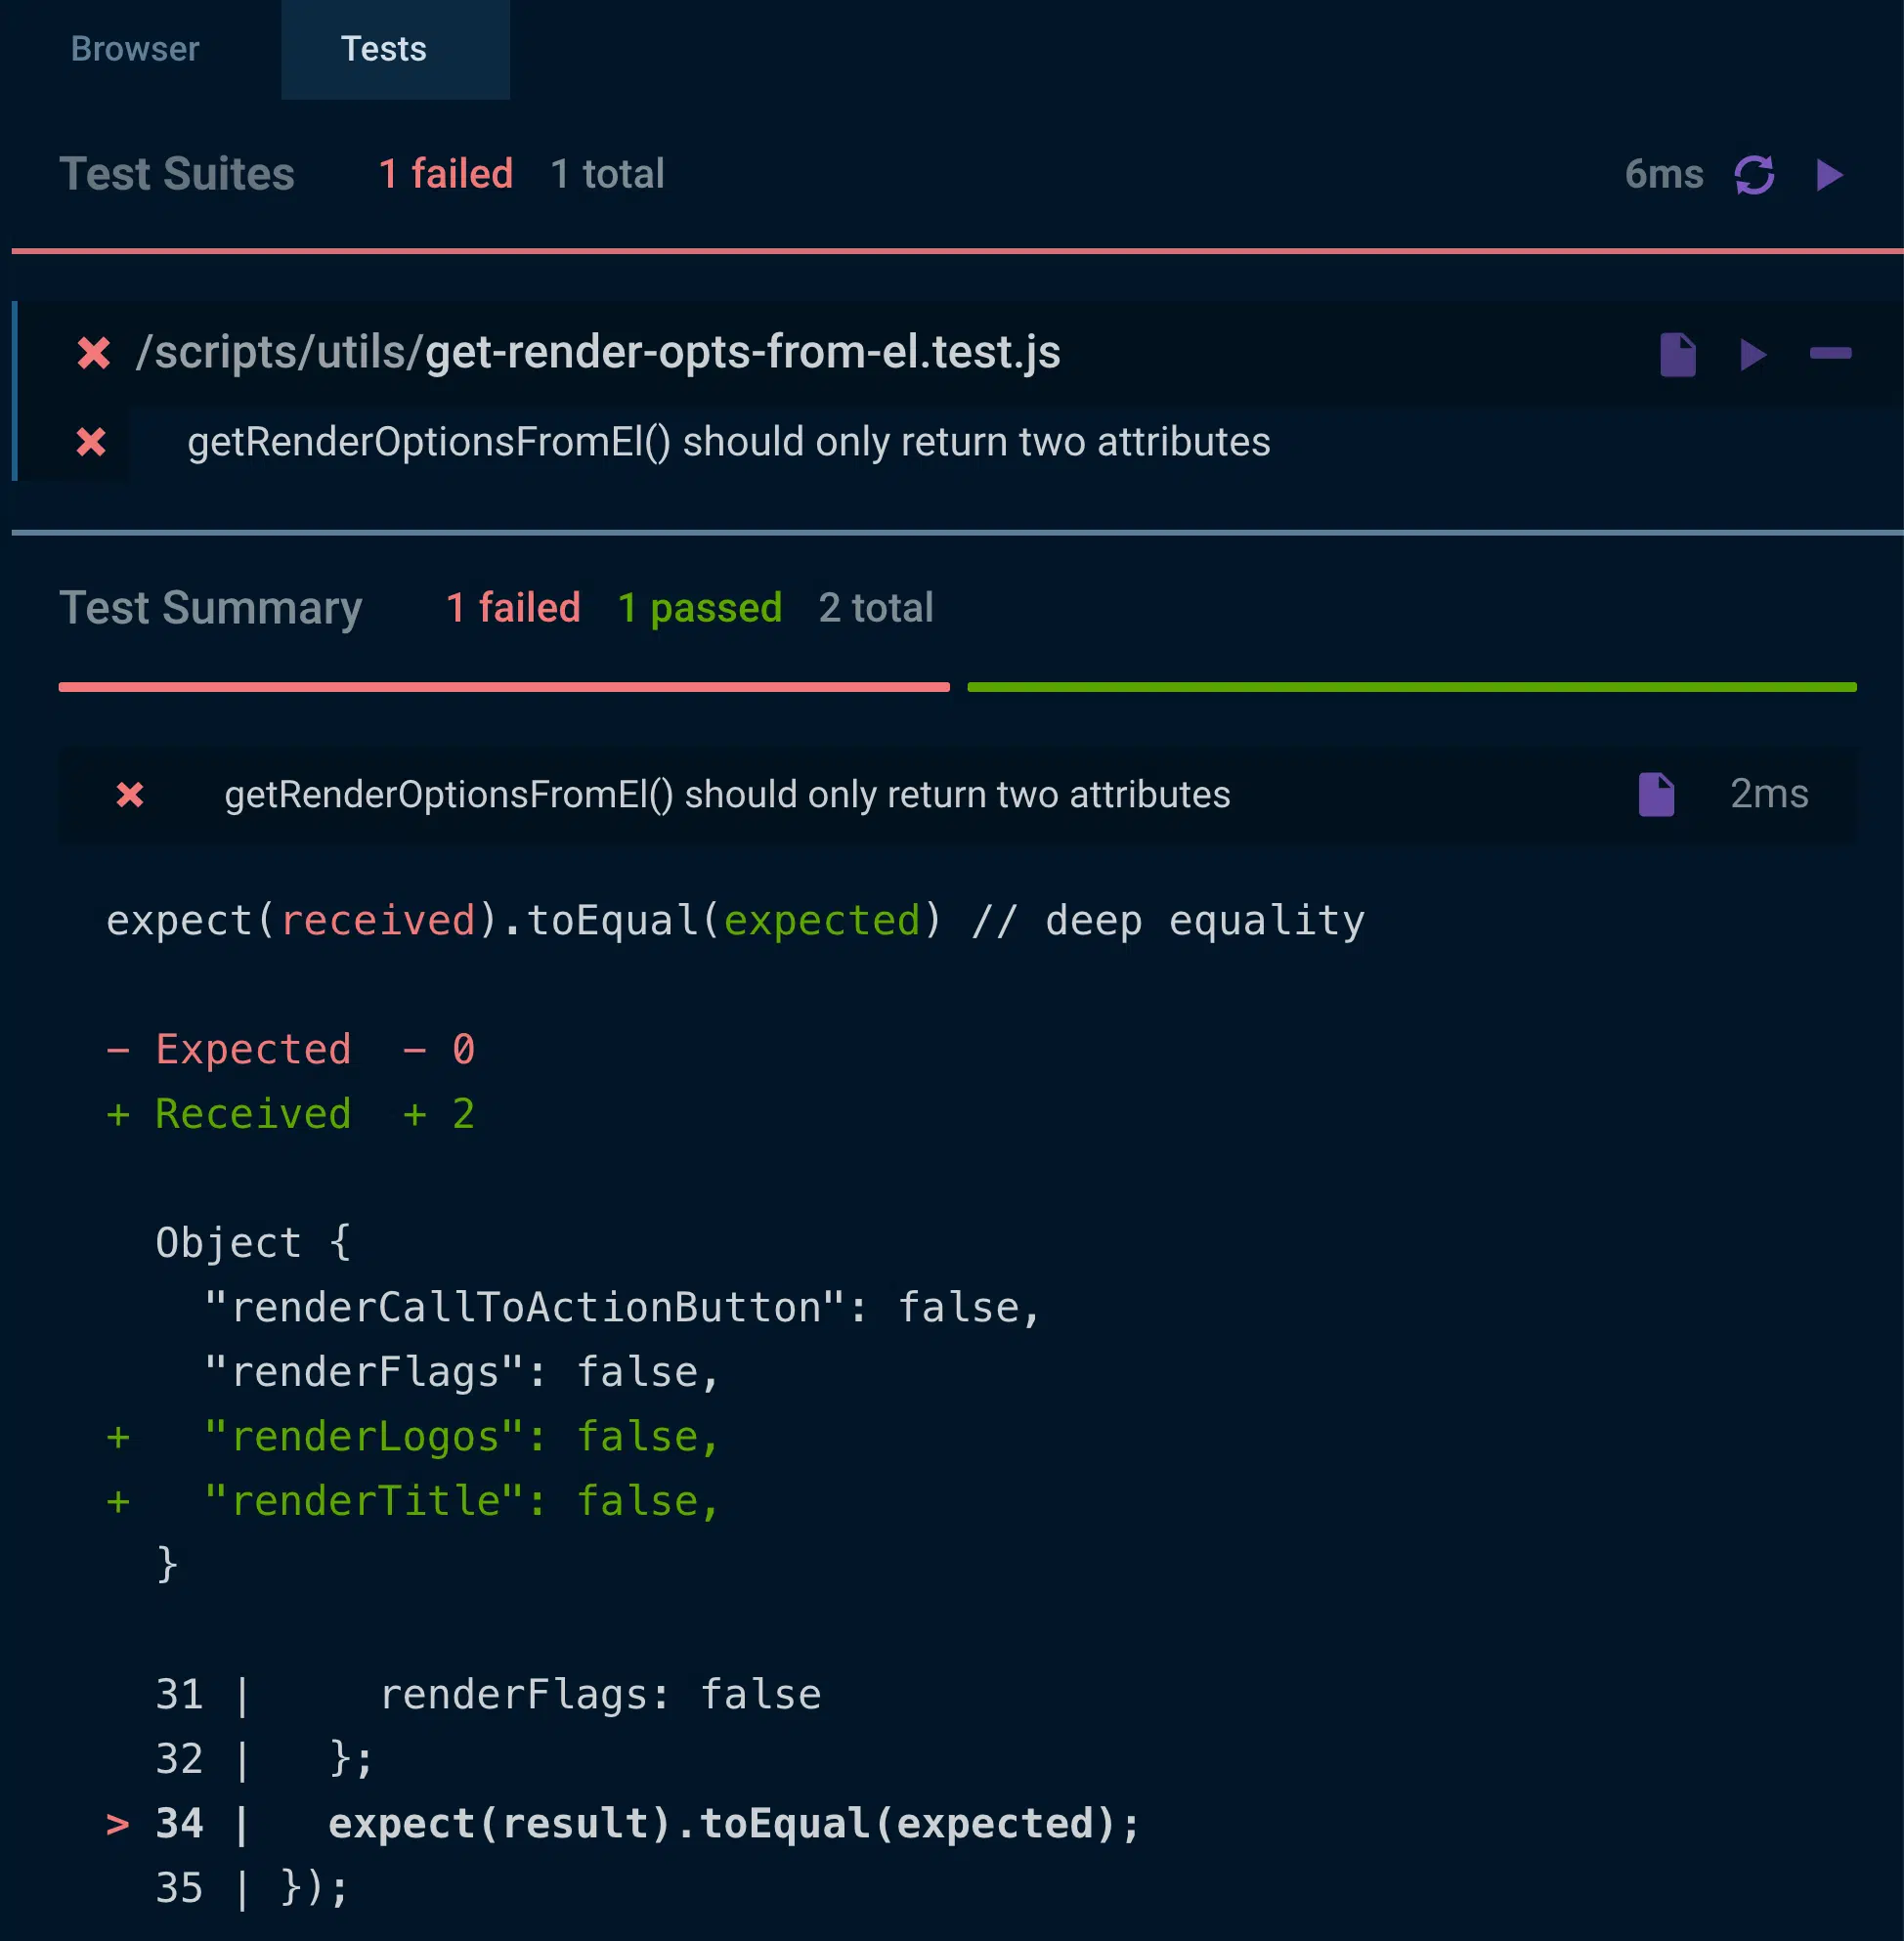 Browser Tests
Test Suites 1 failed 1 total 6ms
/scripts/utils/get-render-opts-from-el.test.js
getRenderOptionsFromEl() should only return two attributes
Test Summary 1 failed 1 passed 2 total
getRenderOptionsFromEl() should only return two attributes 2ms
expect(received).toEqual(expected) // deep equality
- Expected  - 0
+ Received  + 2
  Object {
    "renderCallToActionButton": false,
    "renderFlags": false,
+   "renderLogos": false,
+   "renderTitle": false,
  }
  31 |     renderFlags: false
  32 |   };
> 34 |   expect(result).toEqual(expected);
  35 | });